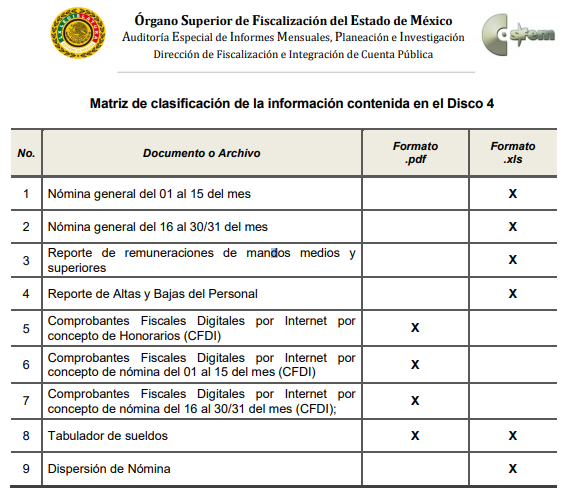 Órgano Superior de Fiscalización del Estado de México
Auditoría Especial de Informes Mensuales, Planeación e Investigación
Dirección de Fiscalización e Integración de Cuenta Pública
osfem
Matriz de clasificación de la información contenida en el Disco 4
No. Documento o Archivo Formato .pdf Formato .xls
1 Nómina general del 01 al 15 del mes X
2 Nómina general del 16 al 30/31 del mes X
3 Reporte de remuneraciones de mandos medios y
superiores X
4 Reporte de Altas y Bajas del Personal X
5 Comprobantes Fiscales Digitales por Internet por
concepto de Honorarios (CFDI) X
6 Comprobantes Fiscales Digitales por Internet por
concepto de nómina del 01 al 15 del mes (CFDI) X
7 Comprobantes Fiscales Digitales por Internet por
concepto de nómina del 16 al 30/31 del mes (CFDI); X
8 Tabulador de sueldos X X
9 Dispersión de Nómina X